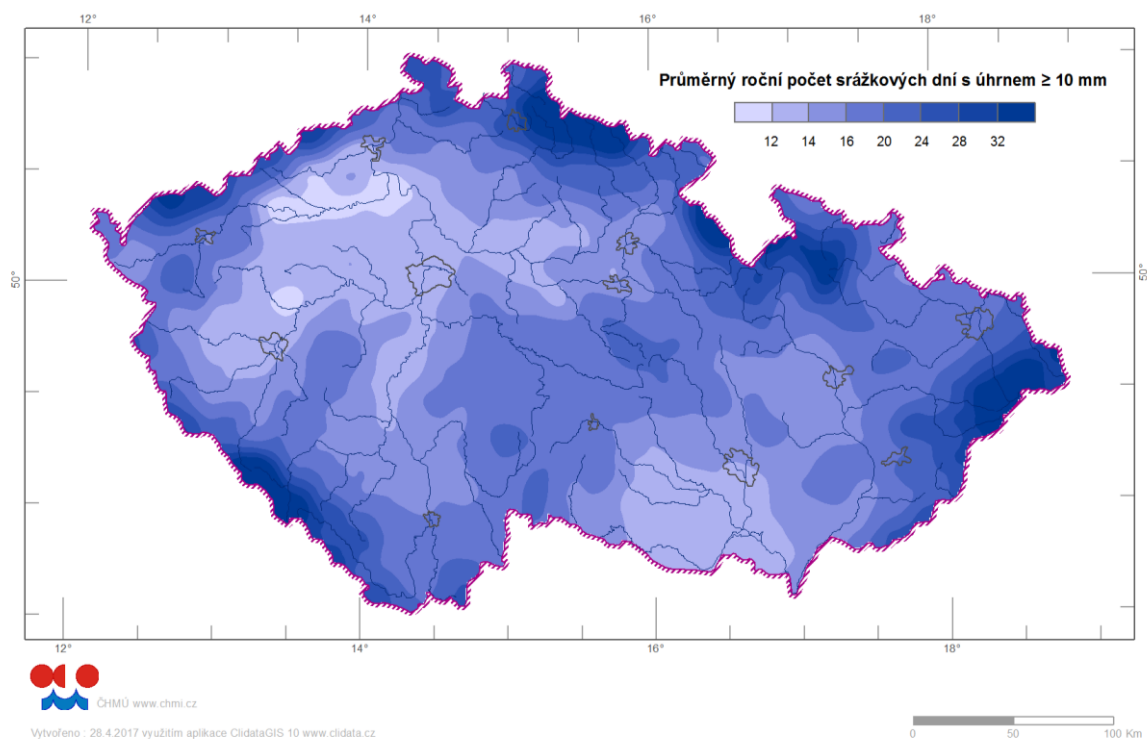 12° 14° 16° 18°
Průměrný roční počet srážkových dní s úhrnem ≥ 10 mm
12 14 16 20 24 28 32
50° 50°
12° 14° 16° 18°
ČHMÚ www.chmi.cz
Vytvořeno : 28.4.2017 využitím aplikace ClidataGIS 10 www.clidata.cz
0 50 100 Km